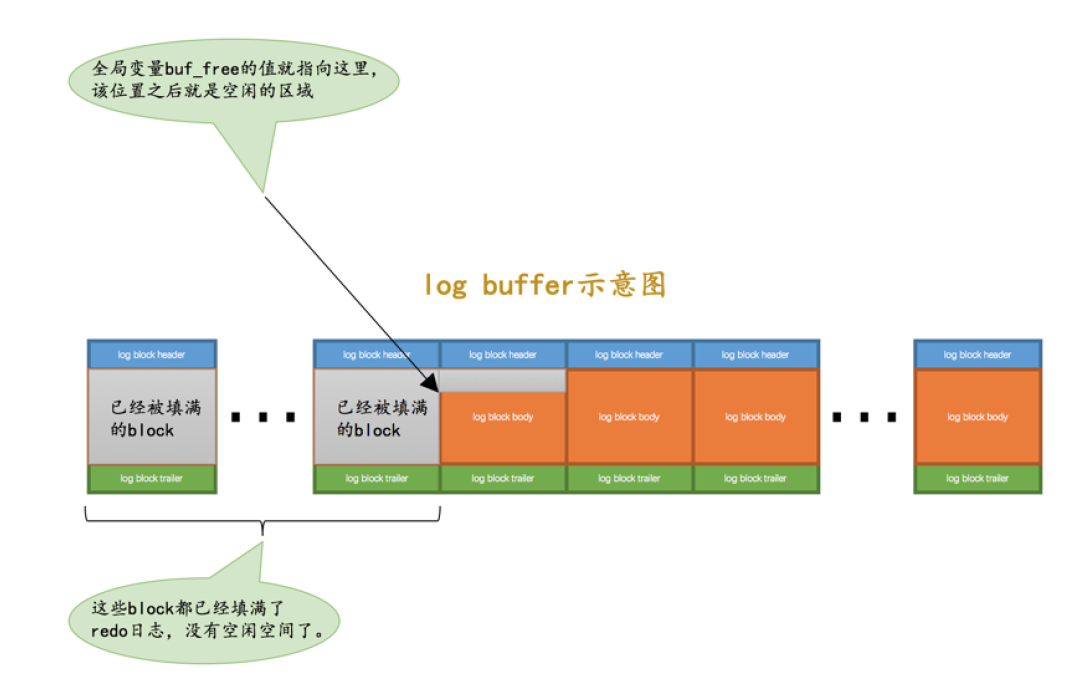 全局变量buf_free的值就指向这里，
该位置之后就是空闲的区域
log buffer示意图
log block header
log block header
log block header
log block header
log block header
log block header
已经被填满
的block
已经被填满
的block
log block body
log block body
log block body
log block body
log block trailer
log block trailer
log block trailer
log block trailer
log block trailer
log block trailer
这些block都已经填满了
redo日志，没有空闲空间了。